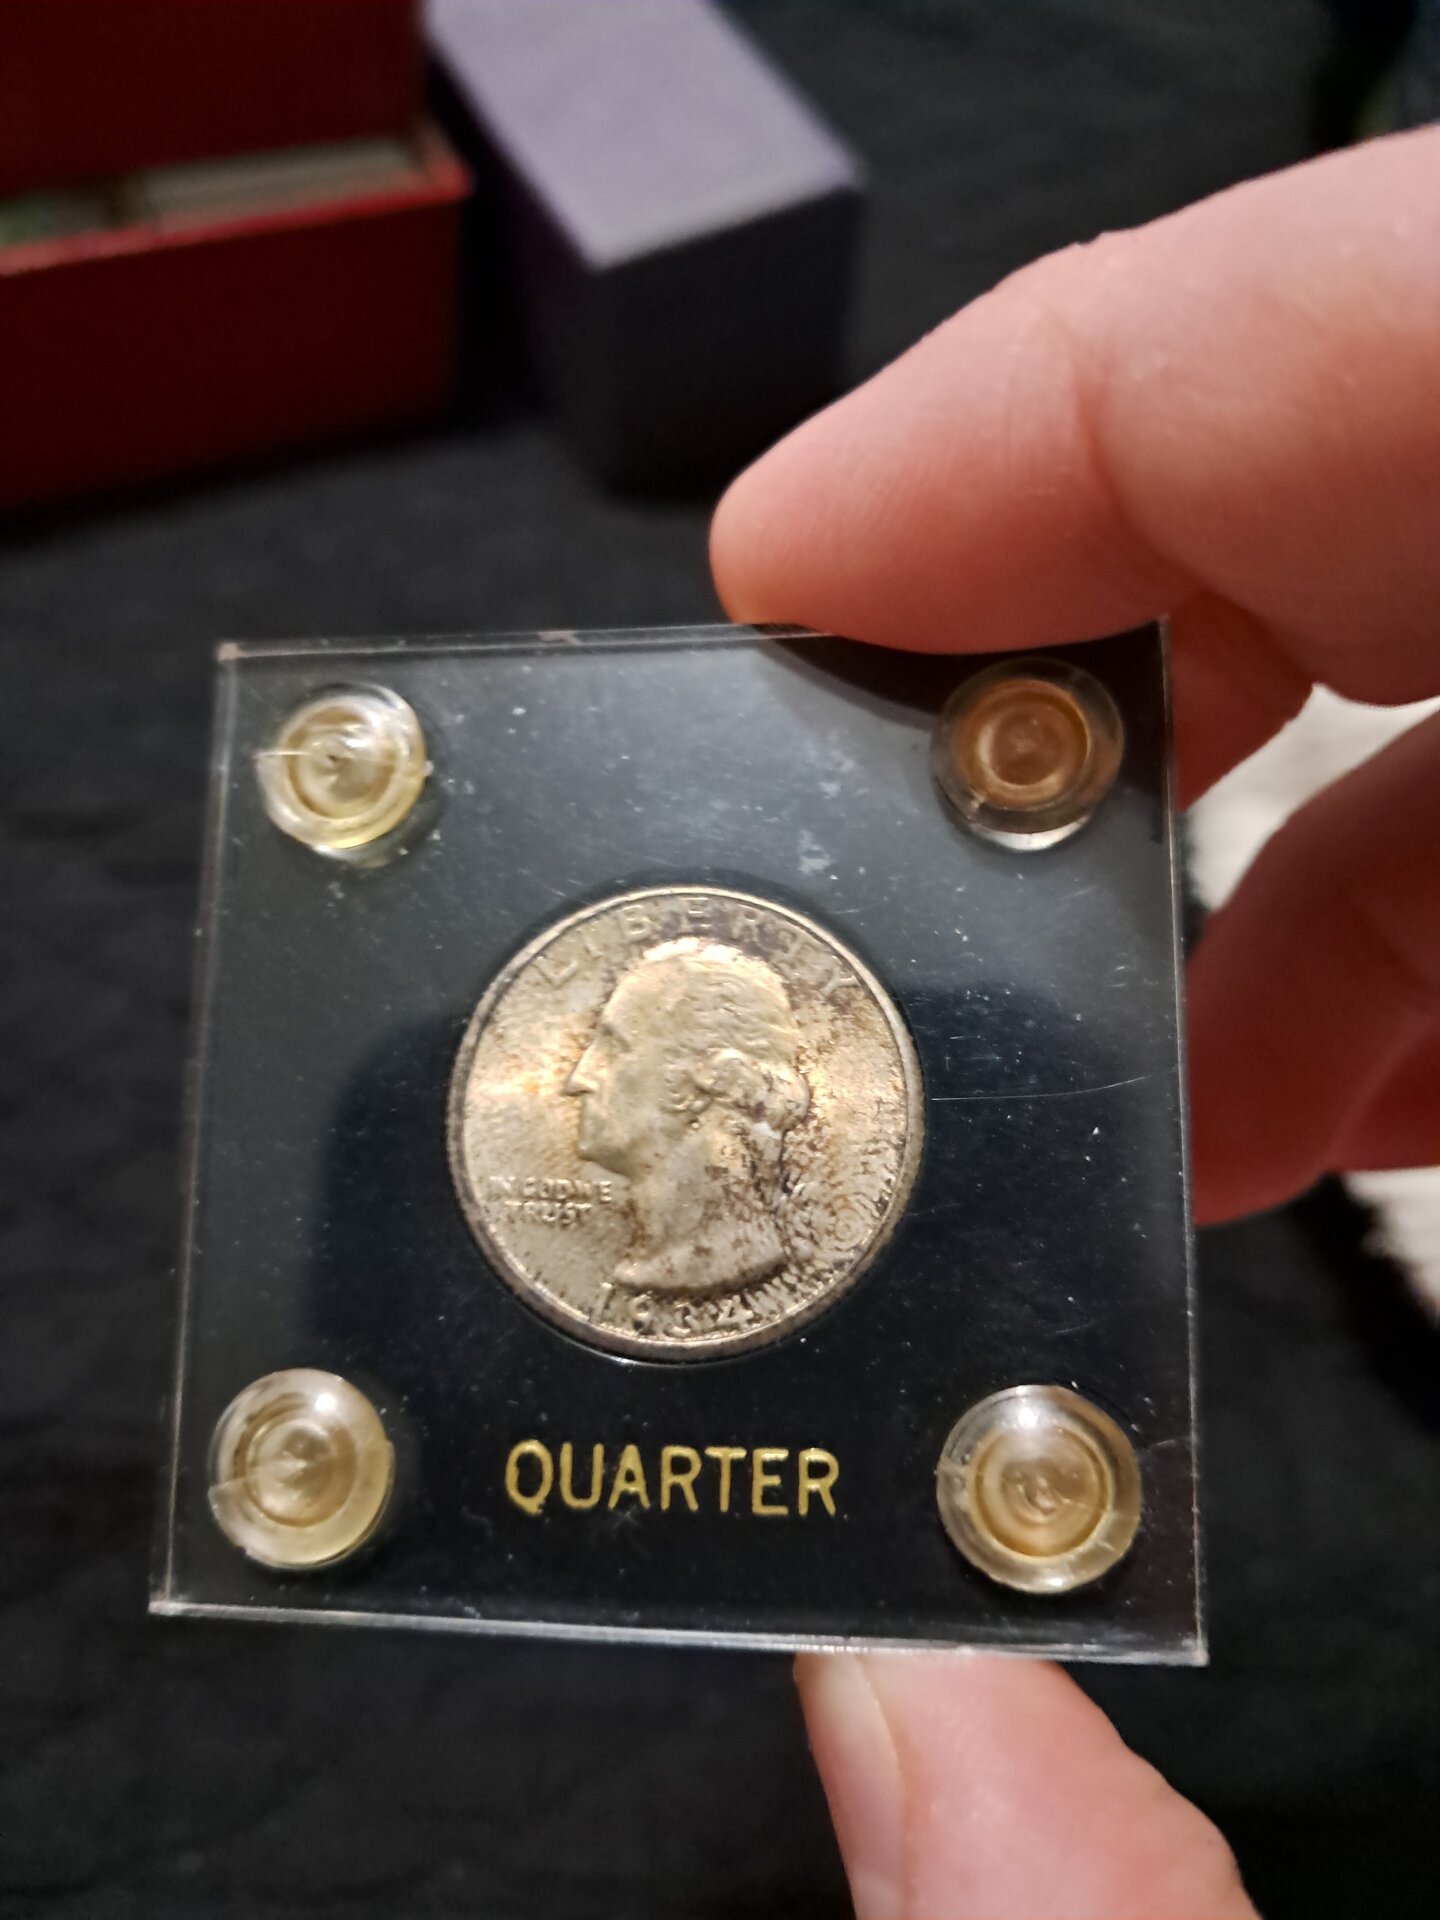 LIBERTY
IN GOD WE
TRUST
1934
QUARTER